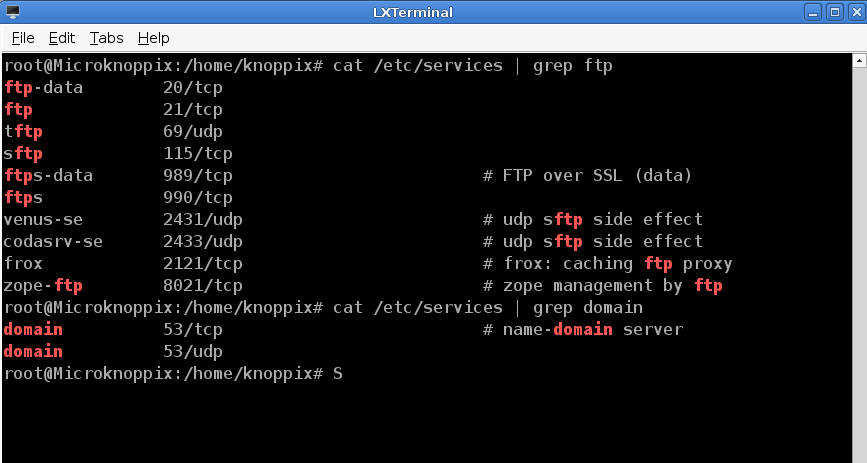 LXTerminal
File Edit Tabs Help
root@Microknoppix:/home/knoppix# cat /etc/services | grep ftp
ftp-data        20/tcp
ftp             21/tcp
tftp            69/udp
sftp            115/tcp
ftps-data       989/tcp                         # FTP over SSL (data)
ftps            990/tcp
venus-se        2431/udp                        # udp sftp side effect
codasrv-se      2433/udp                        # udp sftp side effect
frox            2121/tcp                        # frox: caching ftp proxy
zope-ftp        8021/tcp                        # zope management by ftp
root@Microknoppix:/home/knoppix# cat /etc/services | grep domain
domain          53/tcp                          # name-domain server
domain          53/udp
root@Microknoppix:/home/knoppix# S